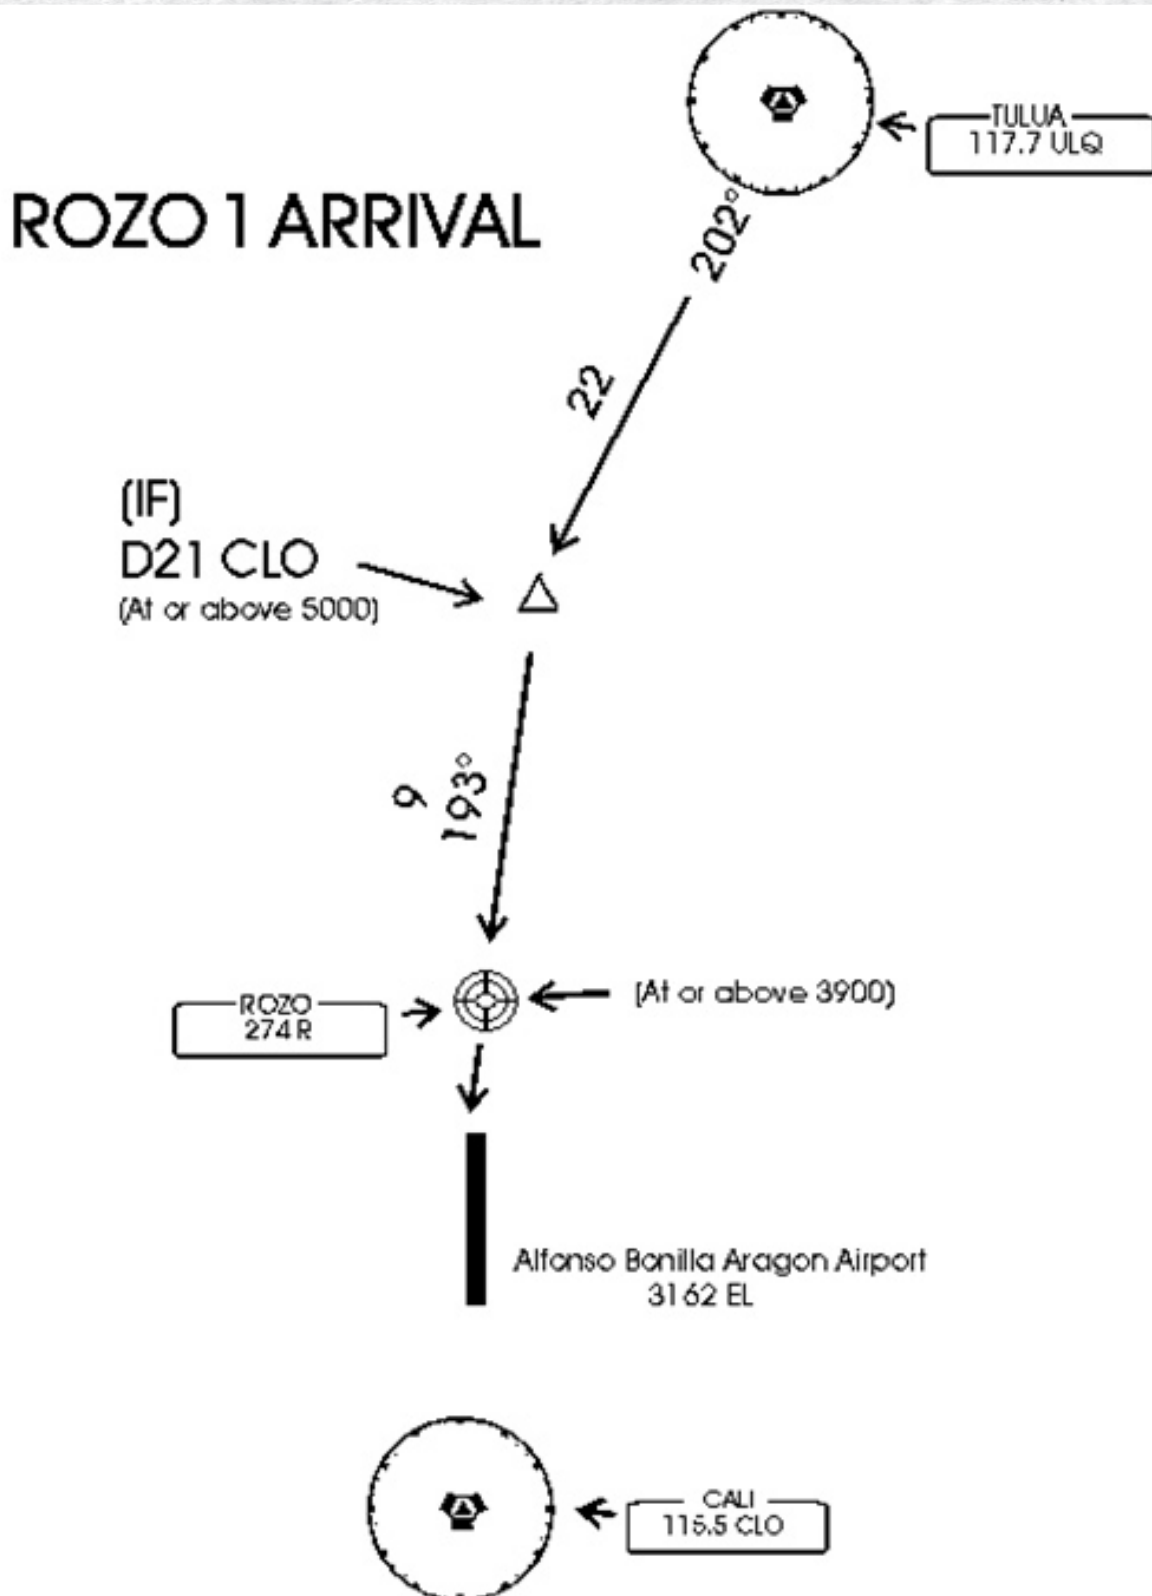 TULUA
117.7 ULQ
ROZO 1 ARRIVAL
202°
22
(IF)
D21 CLO
(At or above 5000)
9
193°
ROZO
274 R
(At or above 3900)
Alfonso Bonilla Aragon Airport
3162 EL
CALI
115.5 CLO